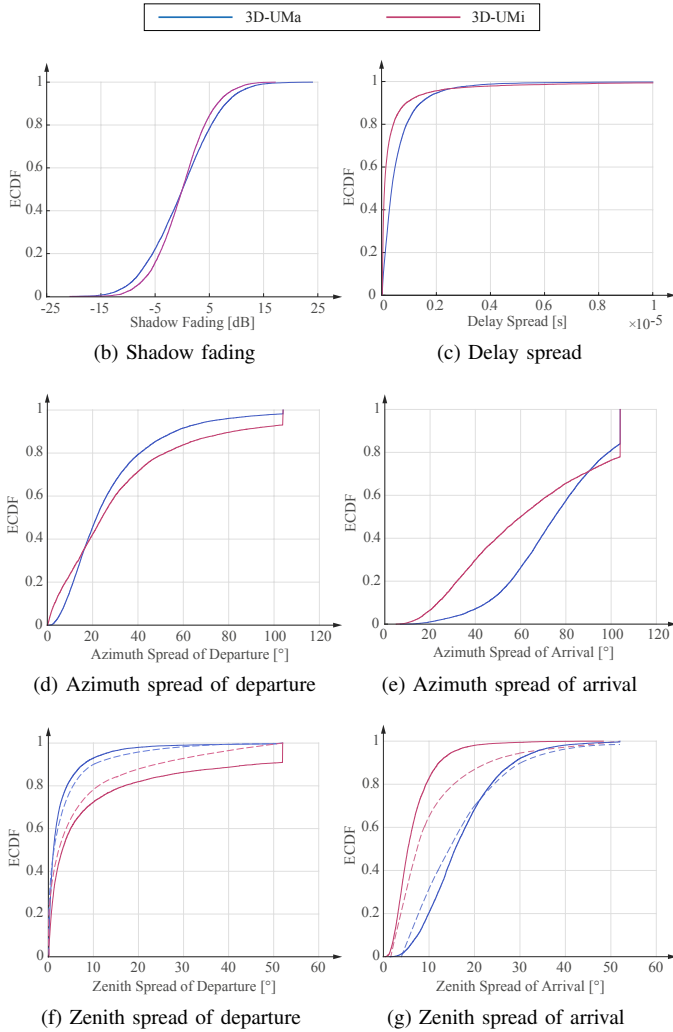 3D-UMa 3D-UMi
1
0.8
0.6
0.4
0.2
0
ECDF
-25 -15 -5 5 15 25
Shadow Fading [dB]
(b) Shadow fading
1
0.8
0.6
0.4
0.2
0
ECDF
0 0.2 0.4 0.6 0.8 1
Delay Spread [s]
×10^-5
(c) Delay spread
1
0.8
0.6
0.4
0.2
0
ECDF
0 20 40 60 80 100 120
Azimuth Spread of Departure [°]
(d) Azimuth spread of departure
1
0.8
0.6
0.4
0.2
0
ECDF
0 20 40 60 80 100 120
Azimuth Spread of Arrival [°]
(e) Azimuth spread of arrival
1
0.8
0.6
0.4
0.2
0
ECDF
0 10 20 30 40 50 60
Zenith Spread of Departure [°]
(f) Zenith spread of departure
1
0.8
0.6
0.4
0.2
0
ECDF
0 10 20 30 40 50 60
Zenith Spread of Arrival [°]
(g) Zenith spread of arrival